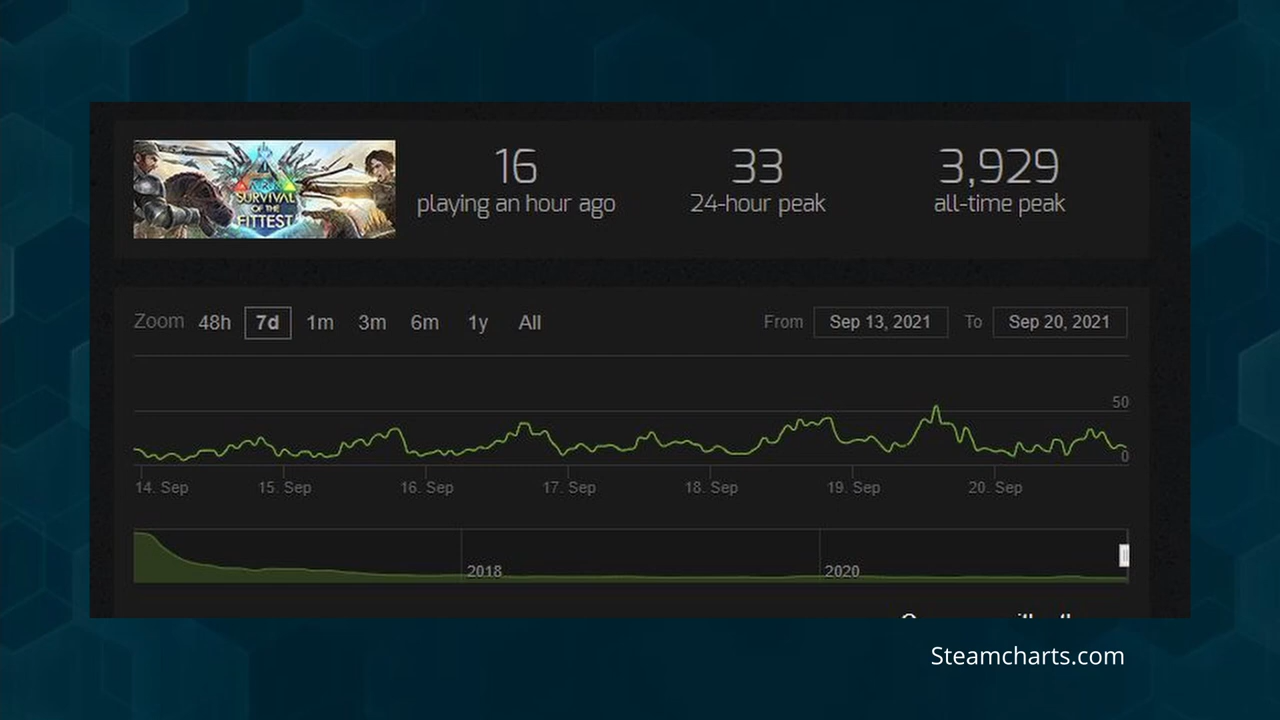 16
playing an hour ago
33
24-hour peak
3,929
all-time peak
SURVIVAL
OF THE
FITTEST
Zoom 48h 7d 1m 3m 6m 1y All
From Sep 13, 2021 To Sep 20, 2021
50
0
14. Sep 15. Sep 16. Sep 17. Sep 18. Sep 19. Sep 20. Sep
2018 2020
Steamcharts.com